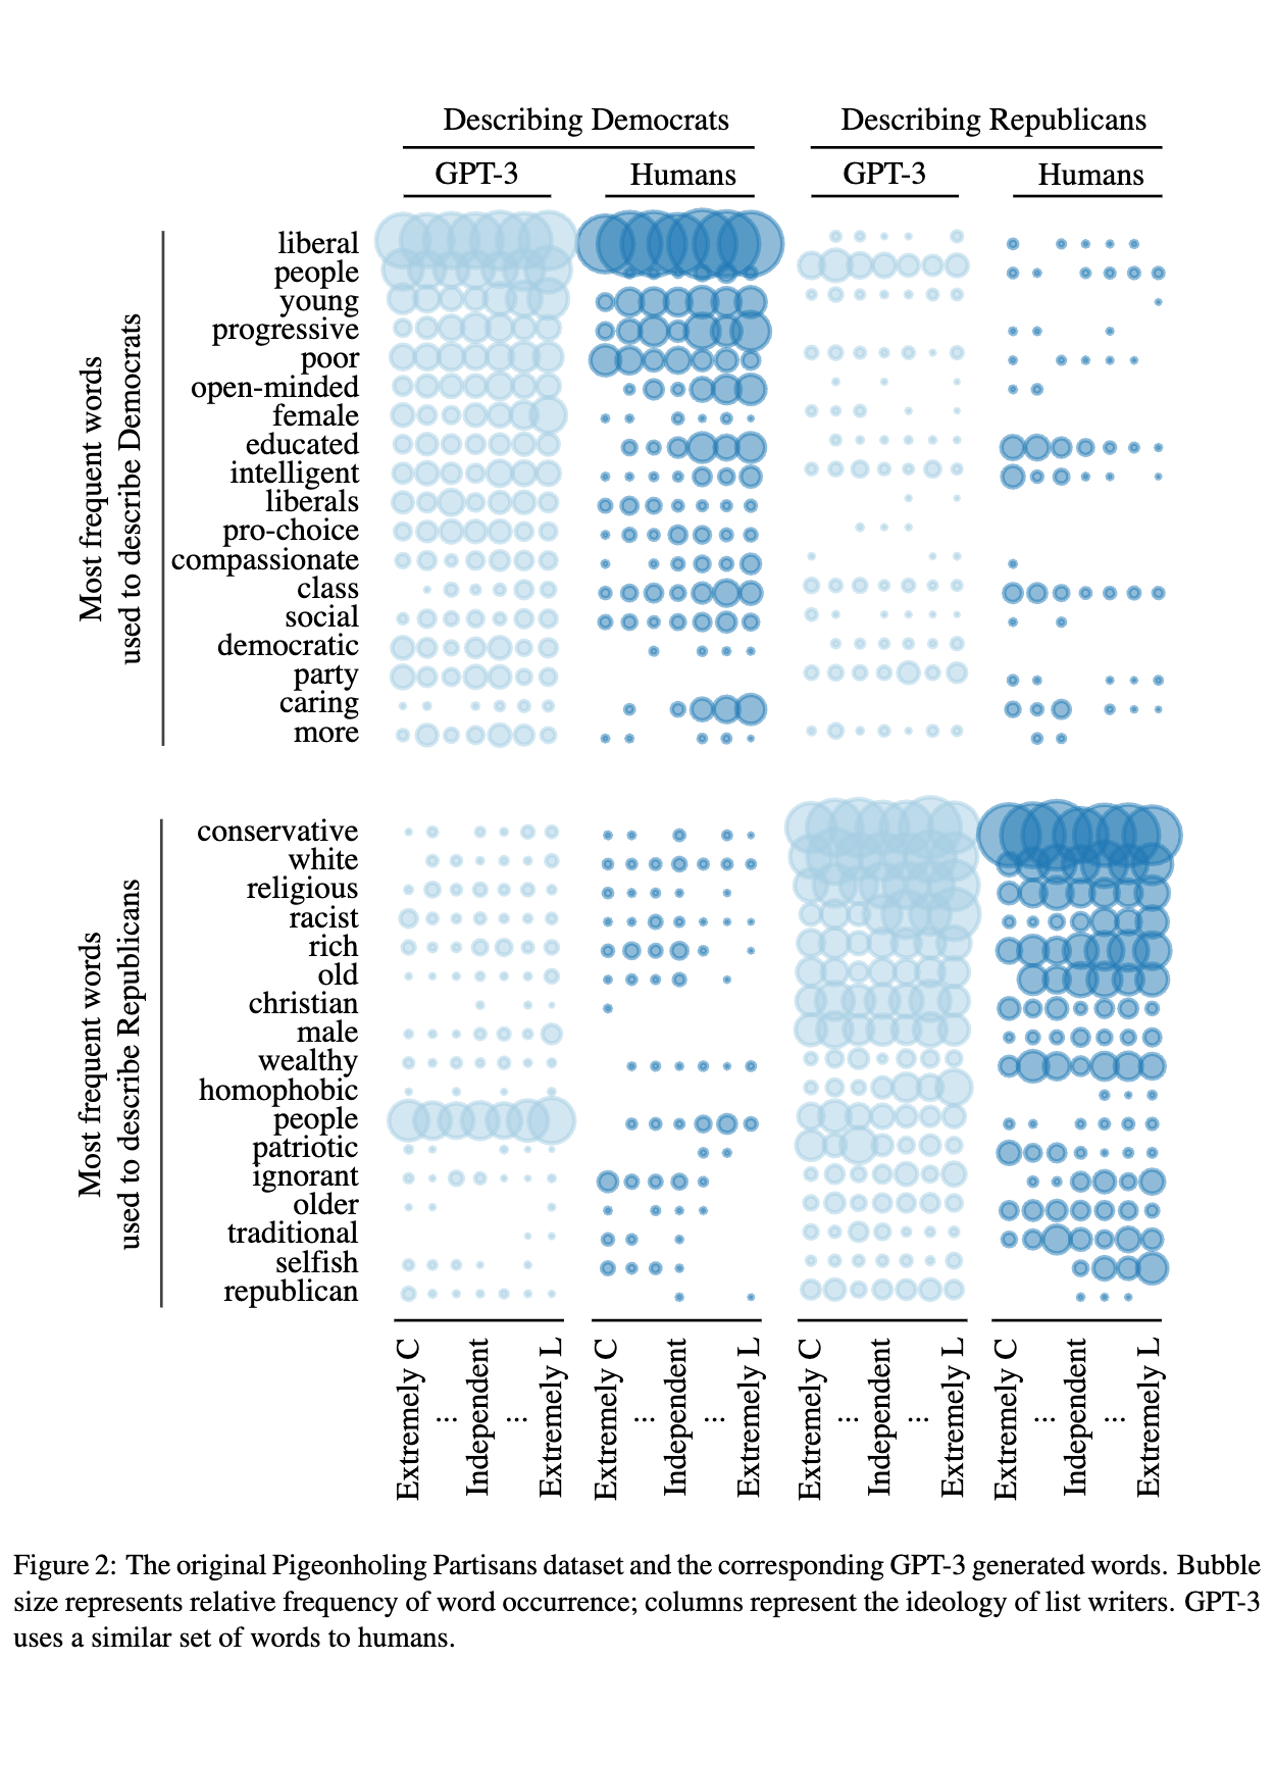 Describing Democrats
Describing Republicans
GPT-3
Humans
GPT-3
Humans
Most frequent words
used to describe Democrats
liberal
people
young
progressive
poor
open-minded
female
educated
intelligent
liberals
pro-choice
compassionate
class
social
democratic
party
caring
more
Most frequent words
used to describe Republicans
conservative
white
religious
racist
rich
old
christian
male
wealthy
homophobic
people
patriotic
ignorant
older
traditional
selfish
republican
Extremely C
...
Independent
...
Extremely L
Extremely C
...
Independent
...
Extremely L
Extremely C
...
Independent
...
Extremely L
Extremely C
...
Independent
...
Extremely L
Figure 2: The original Pigeonholing Partisans dataset and the corresponding GPT-3 generated words. Bubble
size represents relative frequency of word occurrence; columns represent the ideology of list writers. GPT-3
uses a similar set of words to humans.